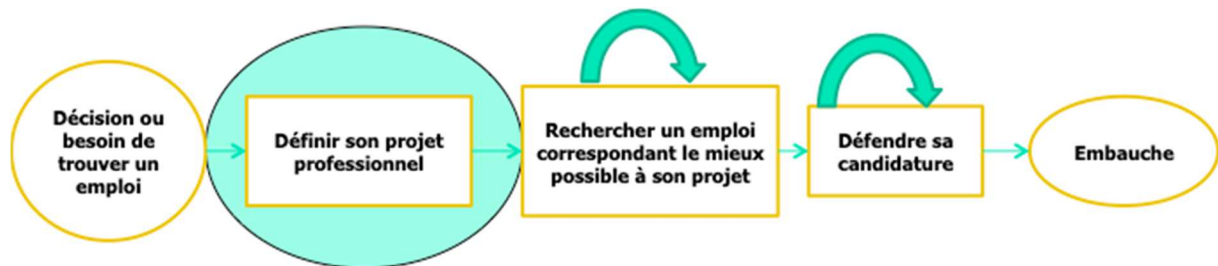 Décision ou
besoin de
trouver un
emploi
Définir son projet
professionnel
Rechercher un emploi
correspondant le mieux
possible à son projet
Défendre sa
candidature
Embauche